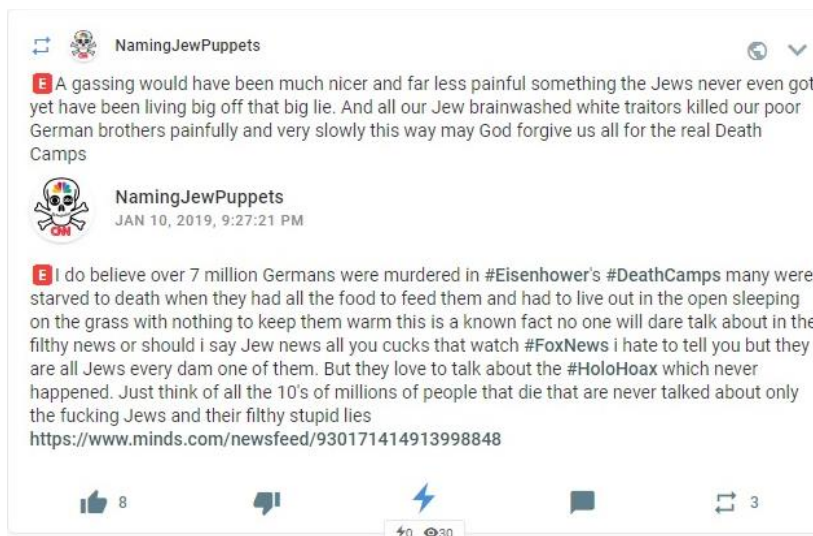 NamingJewPuppets
E A gassing would have been much nicer and far less painful something the Jews never even got
yet have been living big off that big lie. And all our Jew brainwashed white traitors killed our poor
German brothers painfully and very slowly this way may God forgive us all for the real Death
Camps
NamingJewPuppets
CNN
JAN 10, 2019, 9:27:21 PM
E I do believe over 7 million Germans were murdered in #Eisenhower's #DeathCamps many were
starved to death when they had all the food to feed them and had to live out in the open sleeping
on the grass with nothing to keep them warm this is a known fact no one will dare talk about in the
filthy news or should i say Jew news all you cucks that watch #FoxNews i hate to tell you but they
are all Jews every dam one of them. But they love to talk about the #HoloHoax which never
happened. Just think of all the 10's of millions of people that die that are never talked about only
the fucking Jews and their filthy stupid lies
https://www.minds.com/newsfeed/930171414913998848
8 3
0 30